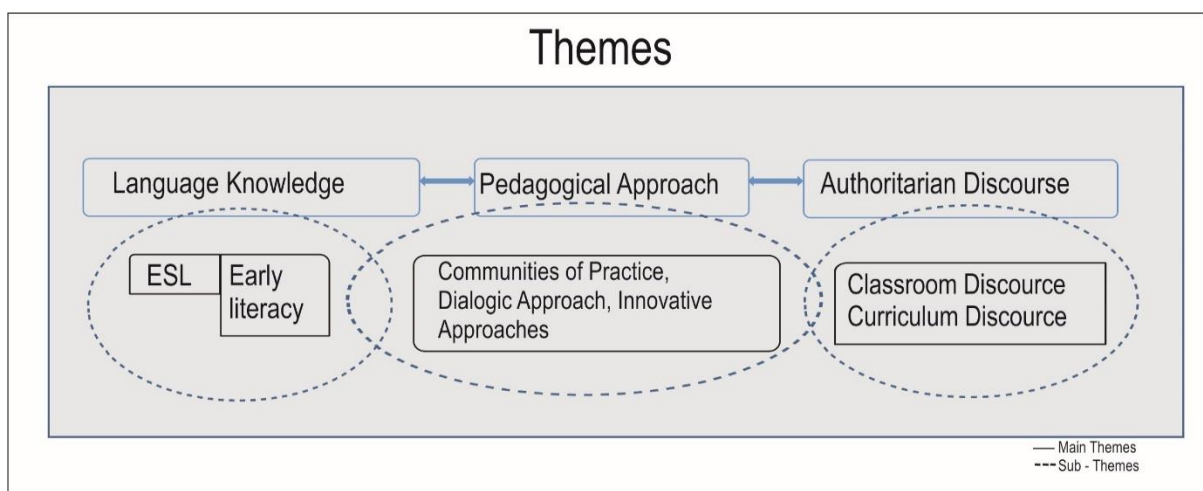 Themes
Language Knowledge
Pedagogical Approach
Authoritarian Discourse
ESL
Early
literacy
Communities of Practice,
Dialogic Approach, Innovative
Approaches
Classroom Discource
Curriculum Discource
Main Themes
Sub - Themes